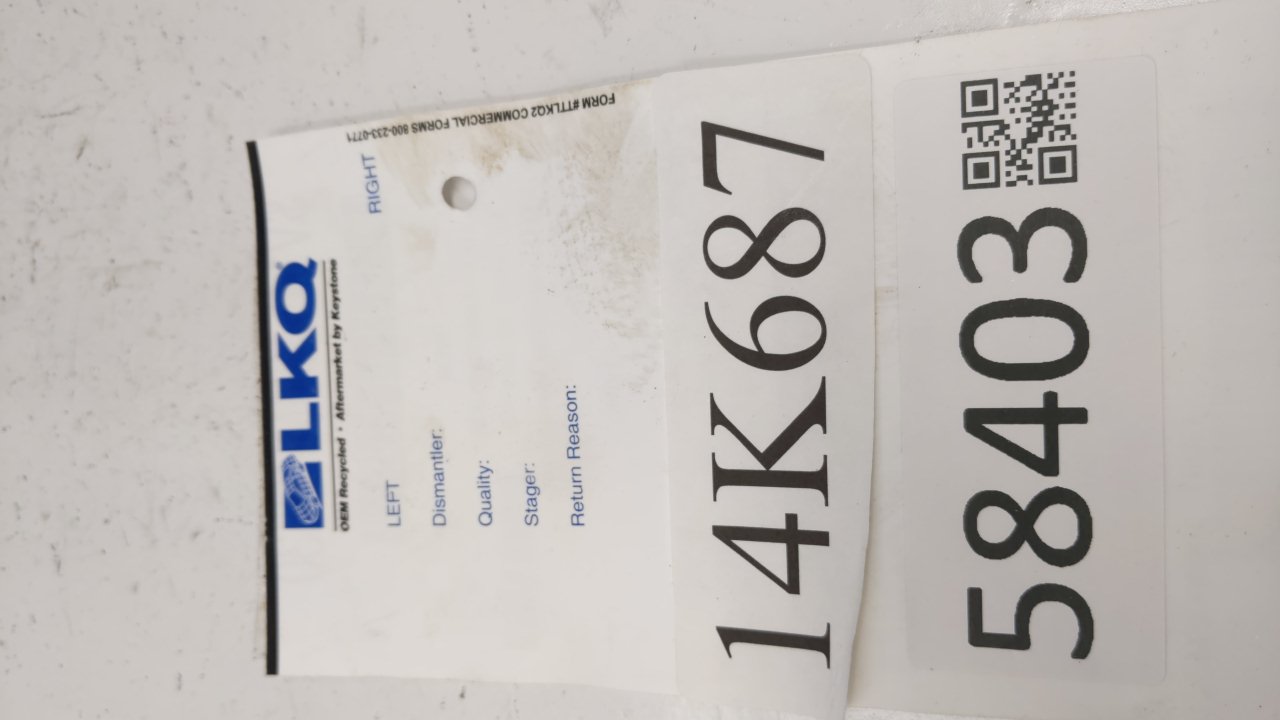 LKQ
OEM Recycled • Aftermarket by Keystone
LEFT RIGHT
Dismantler:
Quality:
Stager:
Return Reason:
FORM #TTLKQ2 COMMERCIAL FORMS 800-233-0771
14K687
58403